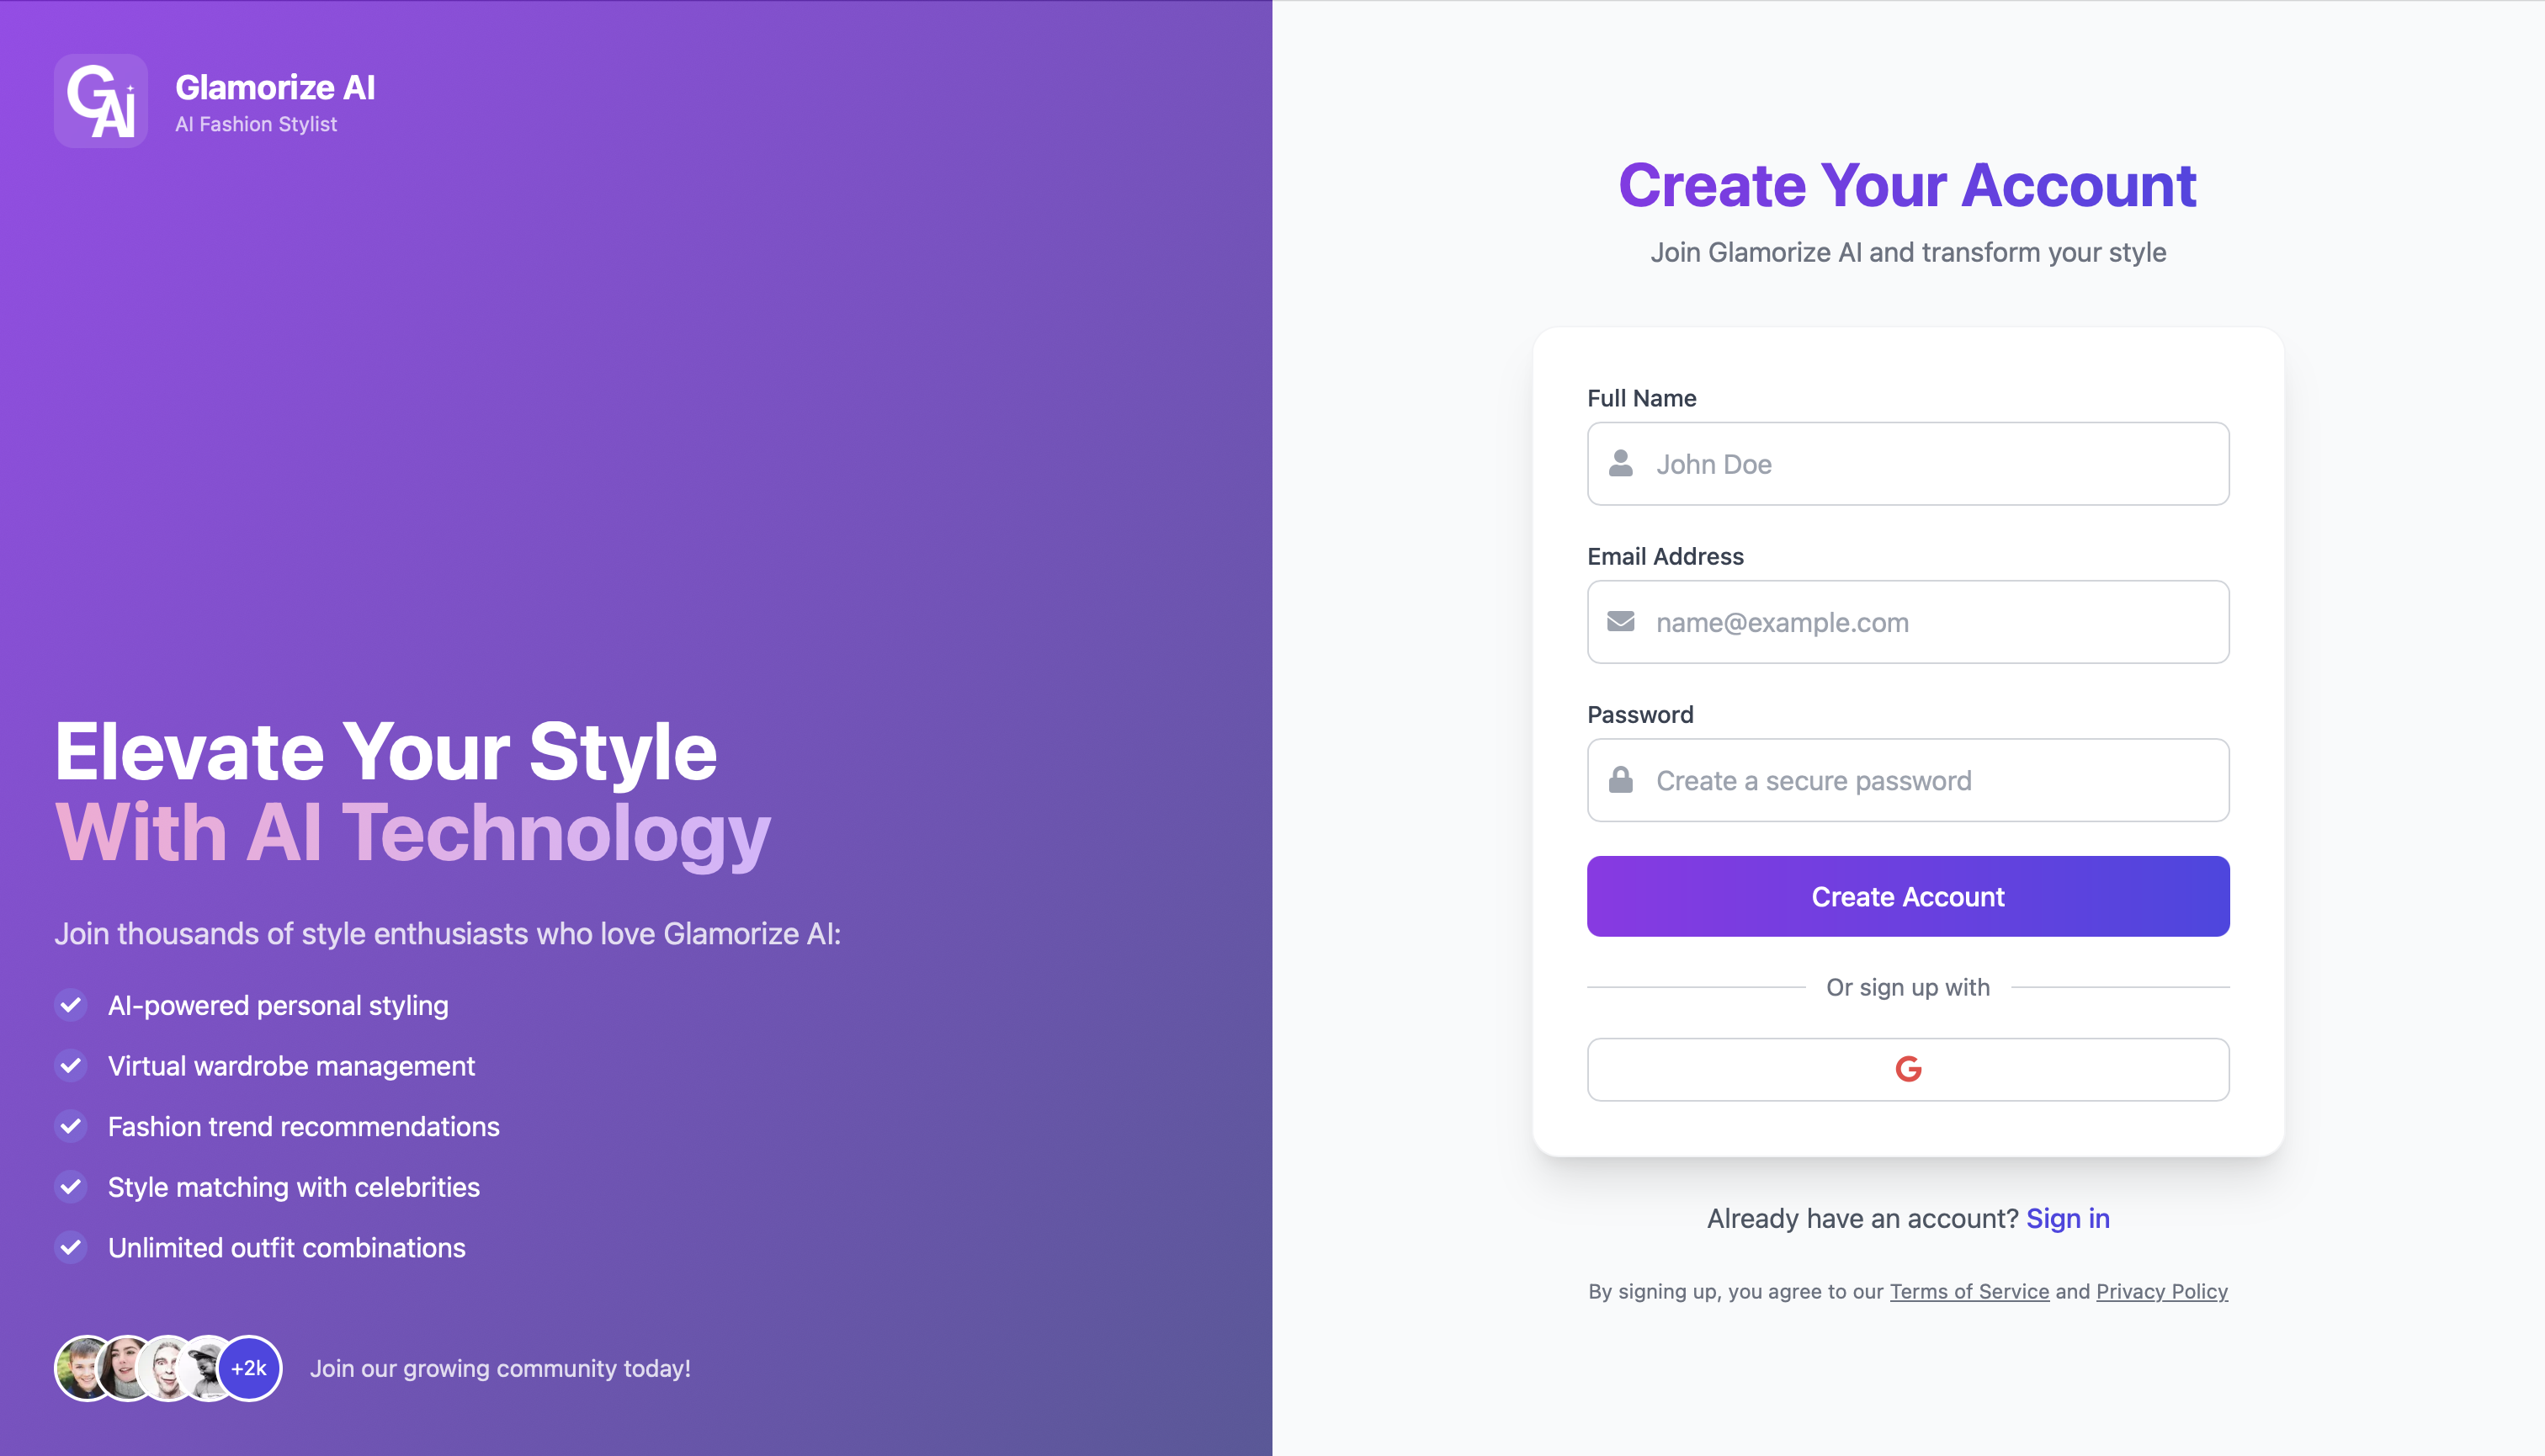 GAI
Glamorize AI
AI Fashion Stylist
Elevate Your Style
With AI Technology
Join thousands of style enthusiasts who love Glamorize AI:
AI-powered personal styling
Virtual wardrobe management
Fashion trend recommendations
Style matching with celebrities
Unlimited outfit combinations
+2k
Join our growing community today!
Create Your Account
Join Glamorize AI and transform your style
Full Name
John Doe
Email Address
name@example.com
Password
Create a secure password
Create Account
Or sign up with
G
Already have an account? Sign in
By signing up, you agree to our Terms of Service and Privacy Policy